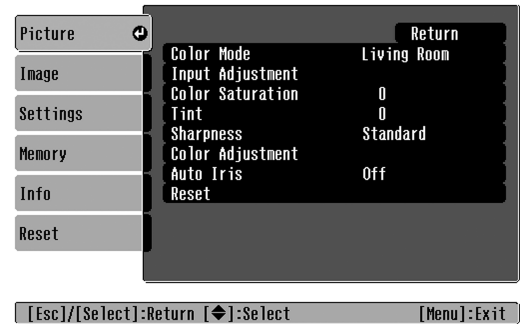 Picture
Image
Settings
Memory
Info
Reset
Return
Color Mode Living Room
Input Adjustment
Color Saturation 0
Tint 0
Sharpness Standard
Color Adjustment
Auto Iris Off
Reset
[Esc]/[Select]:Return [◆]:Select [Menu]:Exit